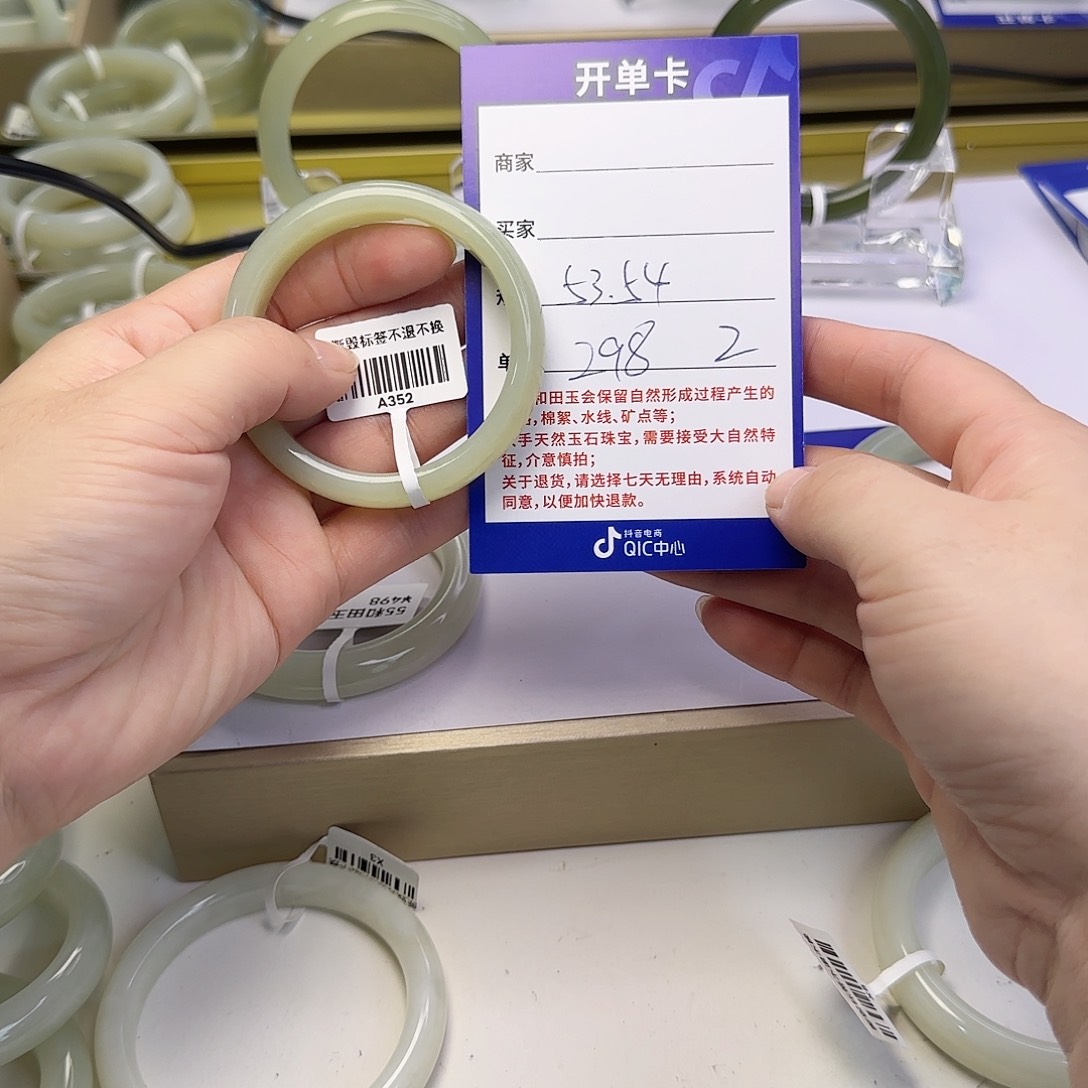 开单卡
商家
买家
53.54
单 298 2
和田玉会保留自然形成过程产生的
,棉絮、水线、矿点等;
手天然玉石珠宝,需要接受大自然特
征,介意慎拍;
关于退货,请选择七天无理由,系统自动
同意,以便加快退款。
抖音电商
QIC中心
毁标签不退不换
A352
55和田玉
¥498
X3